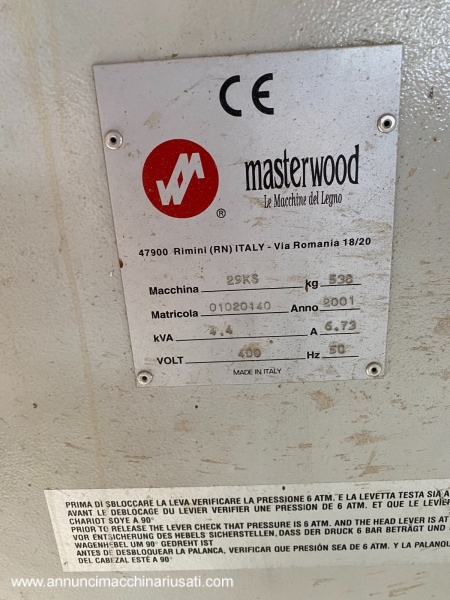 CE
masterwood
Le Macchine del Legno
®
47900 Rimini (RN) ITALY - Via Romania 18/20
Macchina 29KS kg 538
Matricola 01020140 Anno 2001
kVA 4.4 A 6.73
VOLT 400 Hz 50
MADE IN ITALY
PRIMA DI SBLOCCARE LA LEVA VERIFICARE LA PRESSIONE 6 ATM. E LA LEVETTA TESTA SIA
AVANT LE DEBLOCAGE DU LEVIER VERIFIER UNE PRESSION DE 6 ATM. ET QUE LE LEVIER
CHARIOT SOYE A 90°
PRIOR TO RELEASE THE LEVER CHECK THAT PRESSURE IS 6 ATM. AND THE HEAD LEVER IS AT
VOR ENTSICHERUNG DES HEBELS SICHERSTELLEN, DASS DER DRUCK 6 BAR BETRÄGT UND
WAGENHEBEL UM 90° GEDREHT IST
ANTES DE DESBLOQUEAR LA PALANCA, VERIFICAR QUE PRESIÓN SEA DE 6 ATM. Y LA PALANQU
DEL CABEZAL ESTÉ A 90°
www.annuncimacchinariusati.com